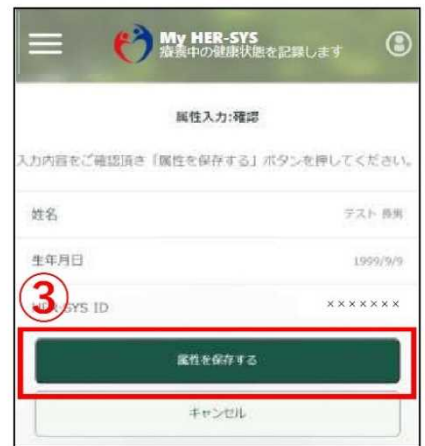 My HER-SYS
療養中の健康状態を記録します
属性入力:確認
入力内容をご確認頂き「属性を保存する」ボタンを押してください。
姓名 テスト 長男
生年月日 1999/9/9
③
HER-SYS ID ×××××××
属性を保存する
キャンセル